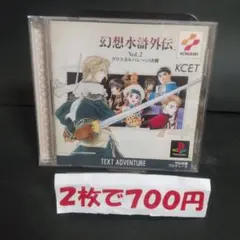 幻想水滸外伝
Vol.2
クリスタルバレーの決闘
KONAMI
KCET
TEXT ADVENTURE
2枚で700円